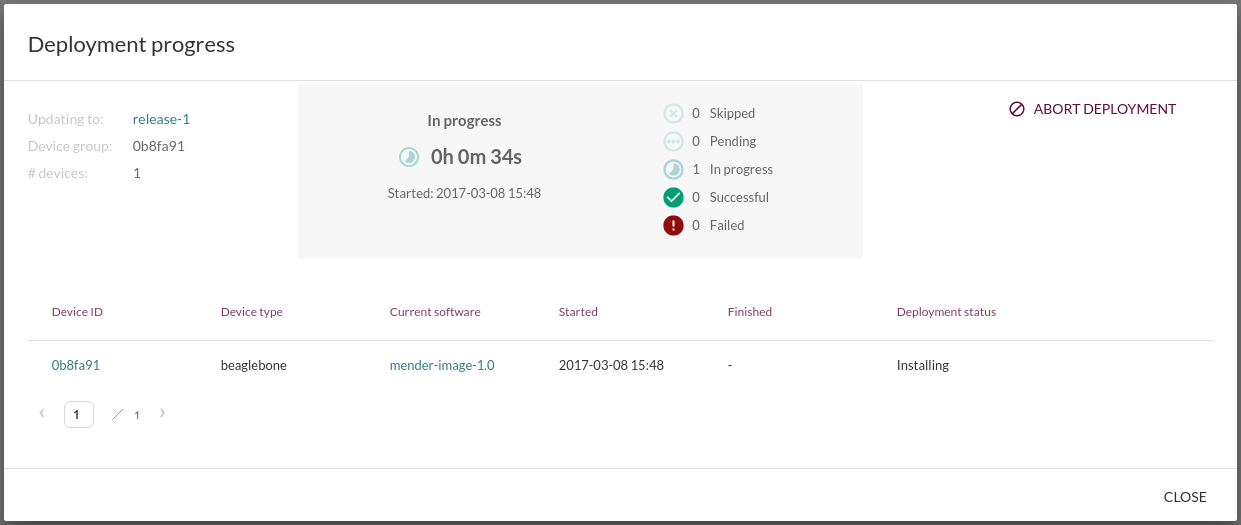 Deployment progress
Updating to: release-1
Device group: 0b8fa91
# devices: 1
In progress
0h 0m 34s
Started: 2017-03-08 15:48
0 Skipped
0 Pending
1 In progress
0 Successful
0 Failed
ABORT DEPLOYMENT
Device ID Device type Current software Started Finished Deployment status
0b8fa91 beaglebone mender-image-1.0 2017-03-08 15:48 - Installing
‹ 1 / 1 ›
CLOSE